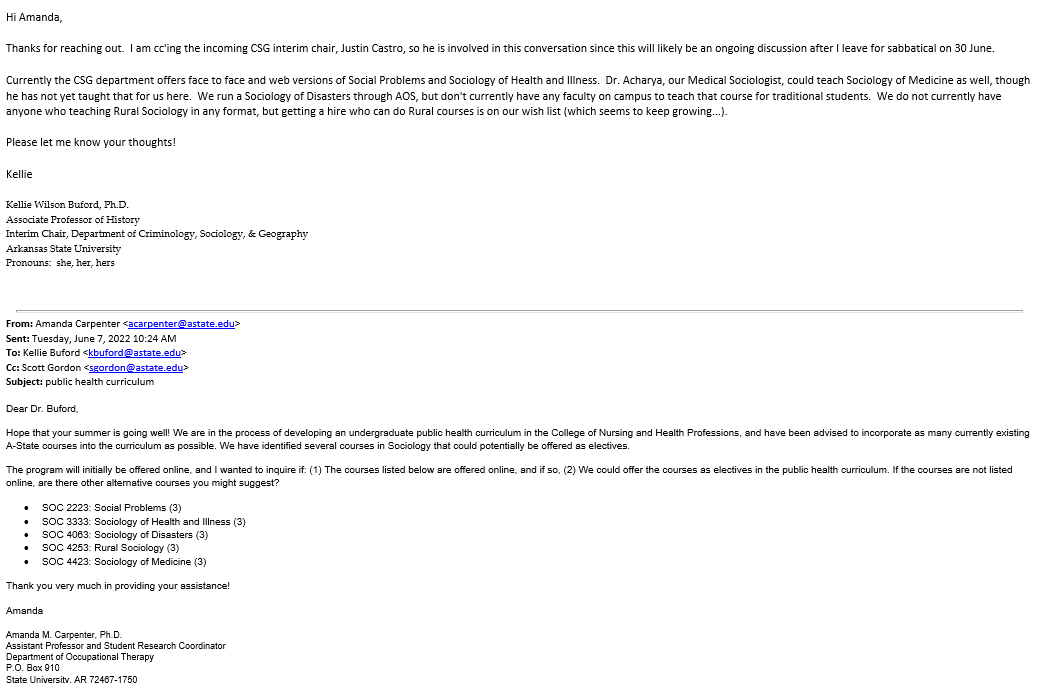 Hi Amanda,
Thanks for reaching out.  I am cc'ing the incoming CSG interim chair, Justin Castro, so he is involved in this conversation since this will likely be an ongoing discussion after I leave for sabbatical on 30 June.
Currently the CSG department offers face to face and web versions of Social Problems and Sociology of Health and Illness.  Dr. Acharya, our Medical Sociologist, could teach Sociology of Medicine as well, though
he has not yet taught that for us here.  We run a Sociology of Disasters through AOS, but don't currently have any faculty on campus to teach that course for traditional students.  We do not currently have
anyone who teaching Rural Sociology in any format, but getting a hire who can do Rural courses is on our wish list (which seems to keep growing...).
Please let me know your thoughts!
Kellie
Kellie Wilson Buford, Ph.D.
Associate Professor of History
Interim Chair, Department of Criminology, Sociology, & Geography
Arkansas State University
Pronouns:  she, her, hers
From: Amanda Carpenter <acarpenter@astate.edu>
Sent: Tuesday, June 7, 2022 10:24 AM
To: Kellie Buford <kbuford@astate.edu>
Cc: Scott Gordon <sgordon@astate.edu>
Subject: public health curriculum
Dear Dr. Buford,
Hope that your summer is going well! We are in the process of developing an undergraduate public health curriculum in the College of Nursing and Health Professions, and have been advised to incorporate as many currently existing
A-State courses into the curriculum as possible. We have identified several courses in Sociology that could potentially be offered as electives.
The program will initially be offered online, and I wanted to inquire if: (1) The courses listed below are offered online, and if so, (2) We could offer the courses as electives in the public health curriculum. If the courses are not listed
online, are there other alternative courses you might suggest?
• SOC 2223: Social Problems (3)
• SOC 3333: Sociology of Health and Illness (3)
• SOC 4063: Sociology of Disasters (3)
• SOC 4253: Rural Sociology (3)
• SOC 4423: Sociology of Medicine (3)
Thank you very much in providing your assistance!
Amanda
Amanda M. Carpenter, Ph.D.
Assistant Professor and Student Research Coordinator
Department of Occupational Therapy
P.O. Box 910
State University, AR 72467-1750